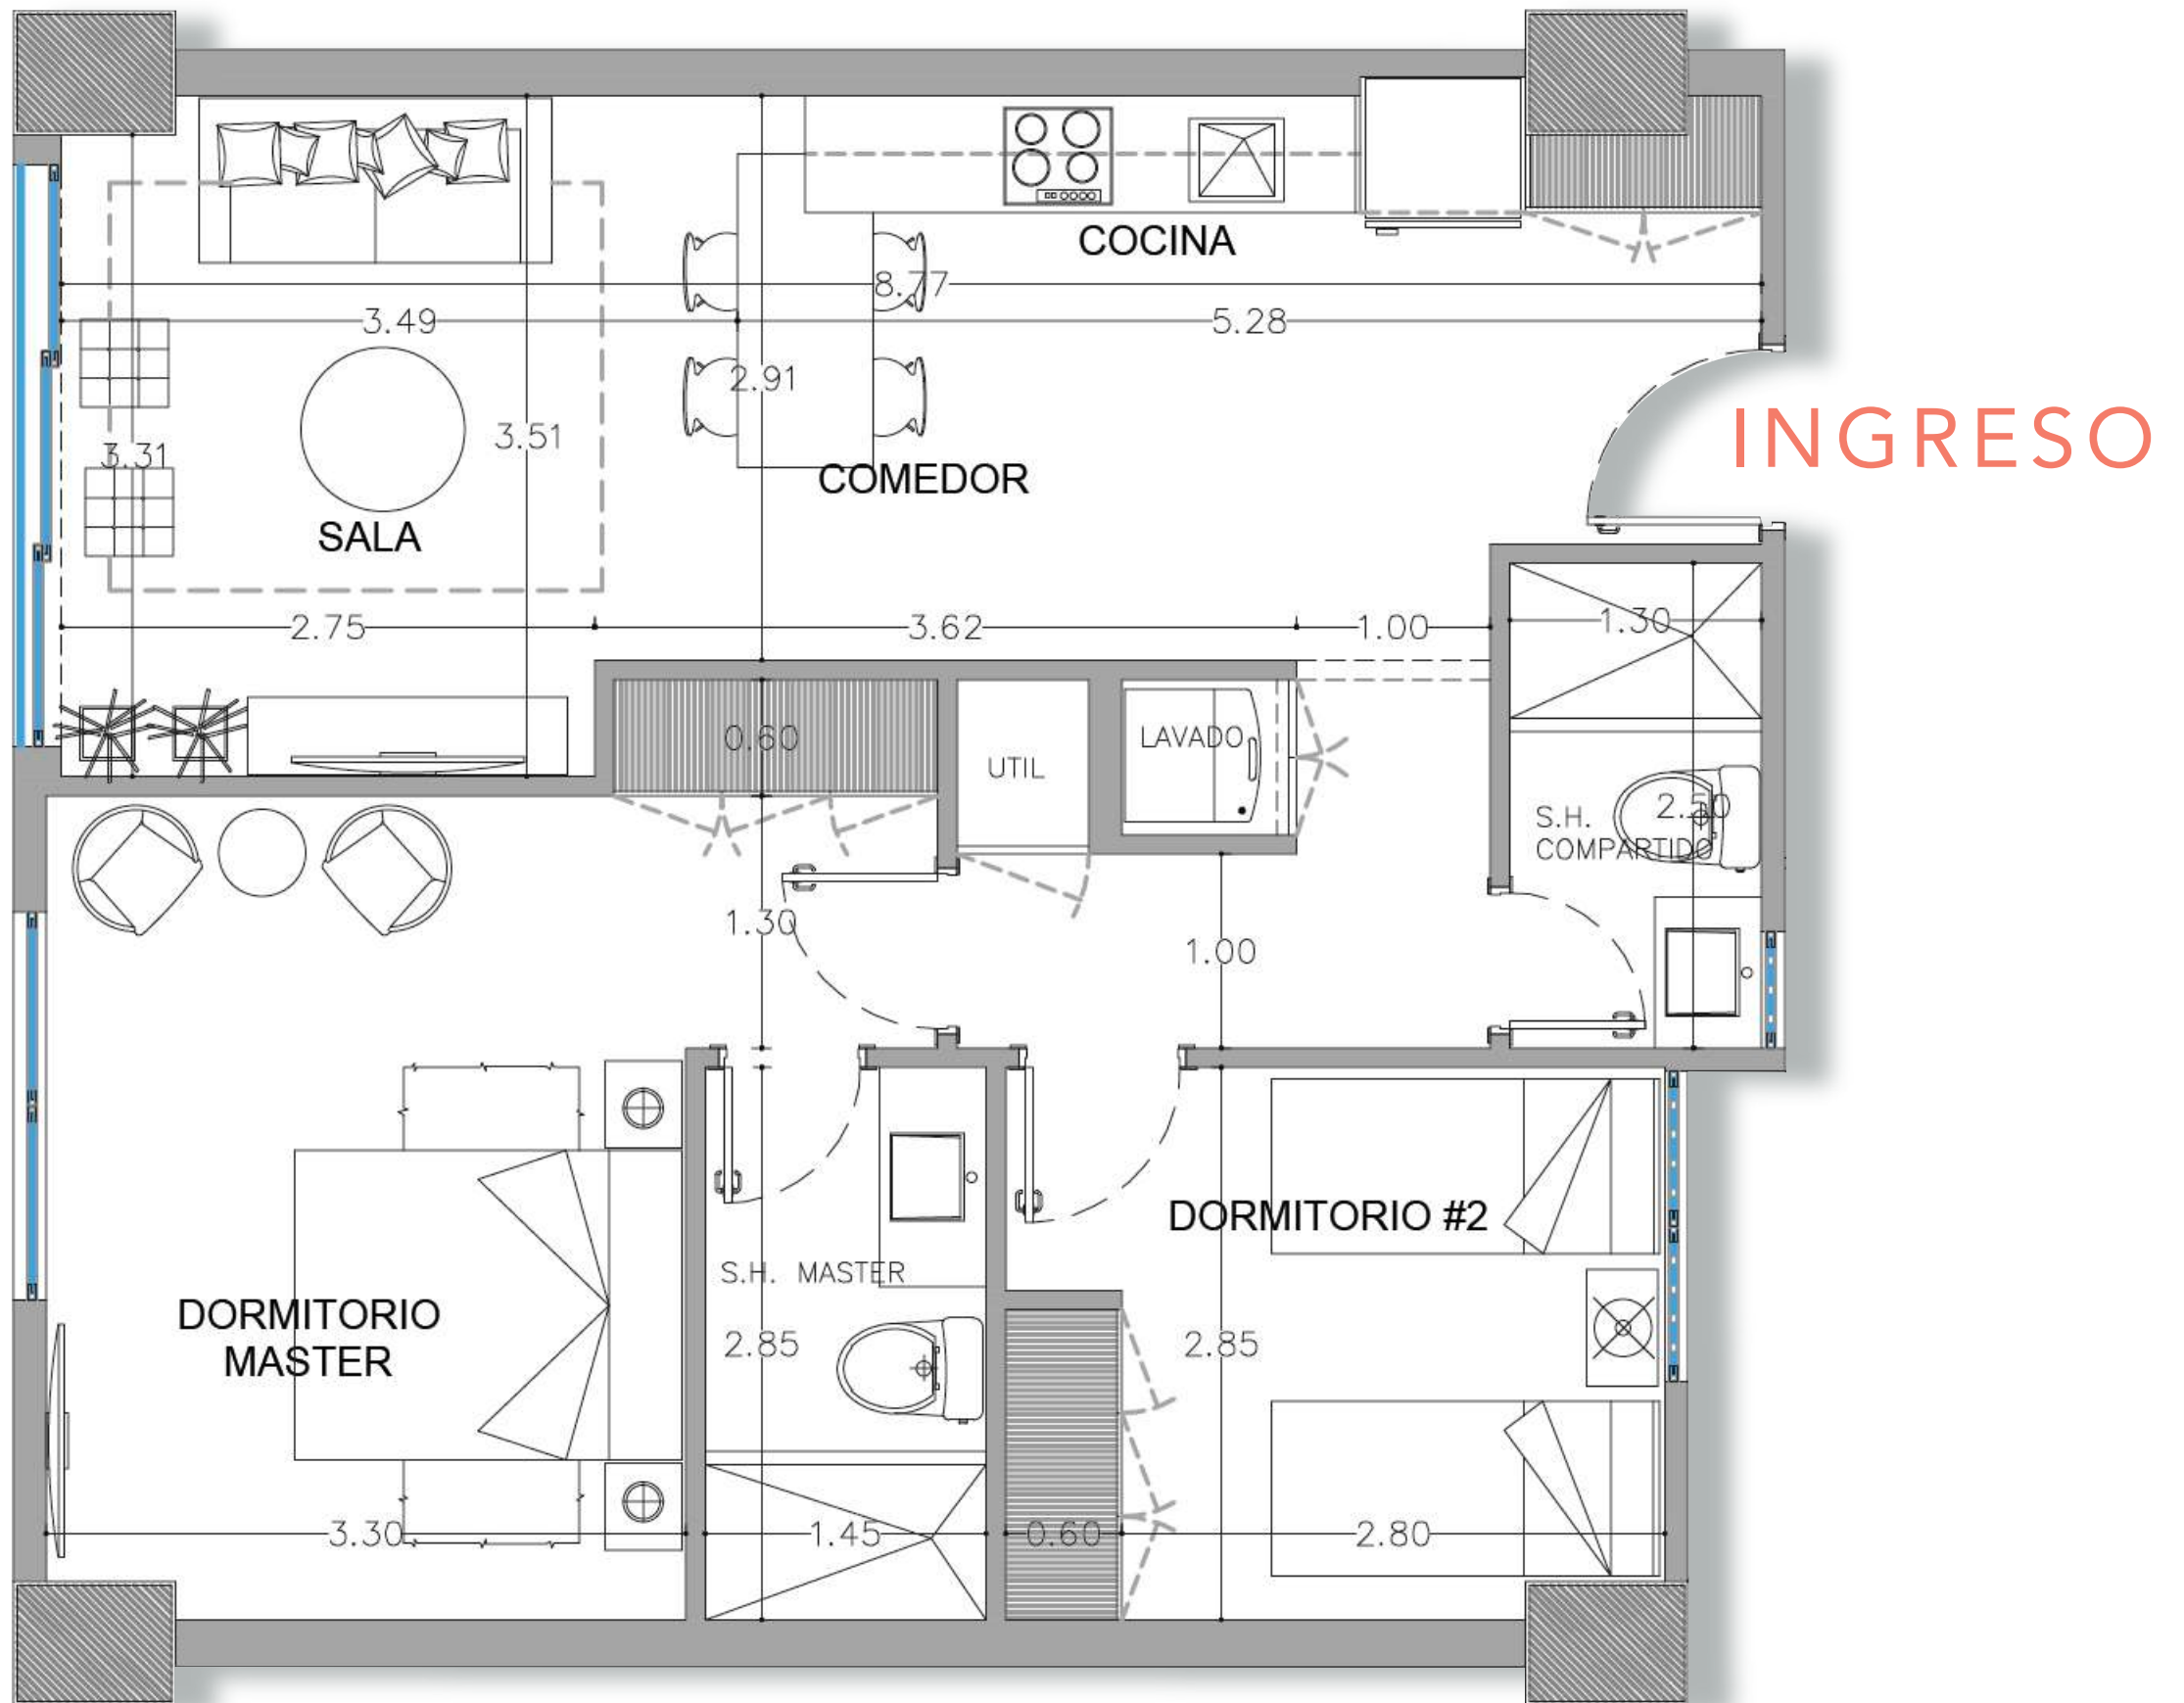 COCINA
8.77
3.49
5.28
2.91
INGRESO
3.31
3.51
COMEDOR
SALA
2.75
3.62
1.00
1.30
0.60
LAVADO
UTIL
2.50
S.H.
COMPARTIDO
1.30
1.00
DORMITORIO #2
S.H. MASTER
DORMITORIO
MASTER
2.85
2.85
3.30
1.45
0.60
2.80